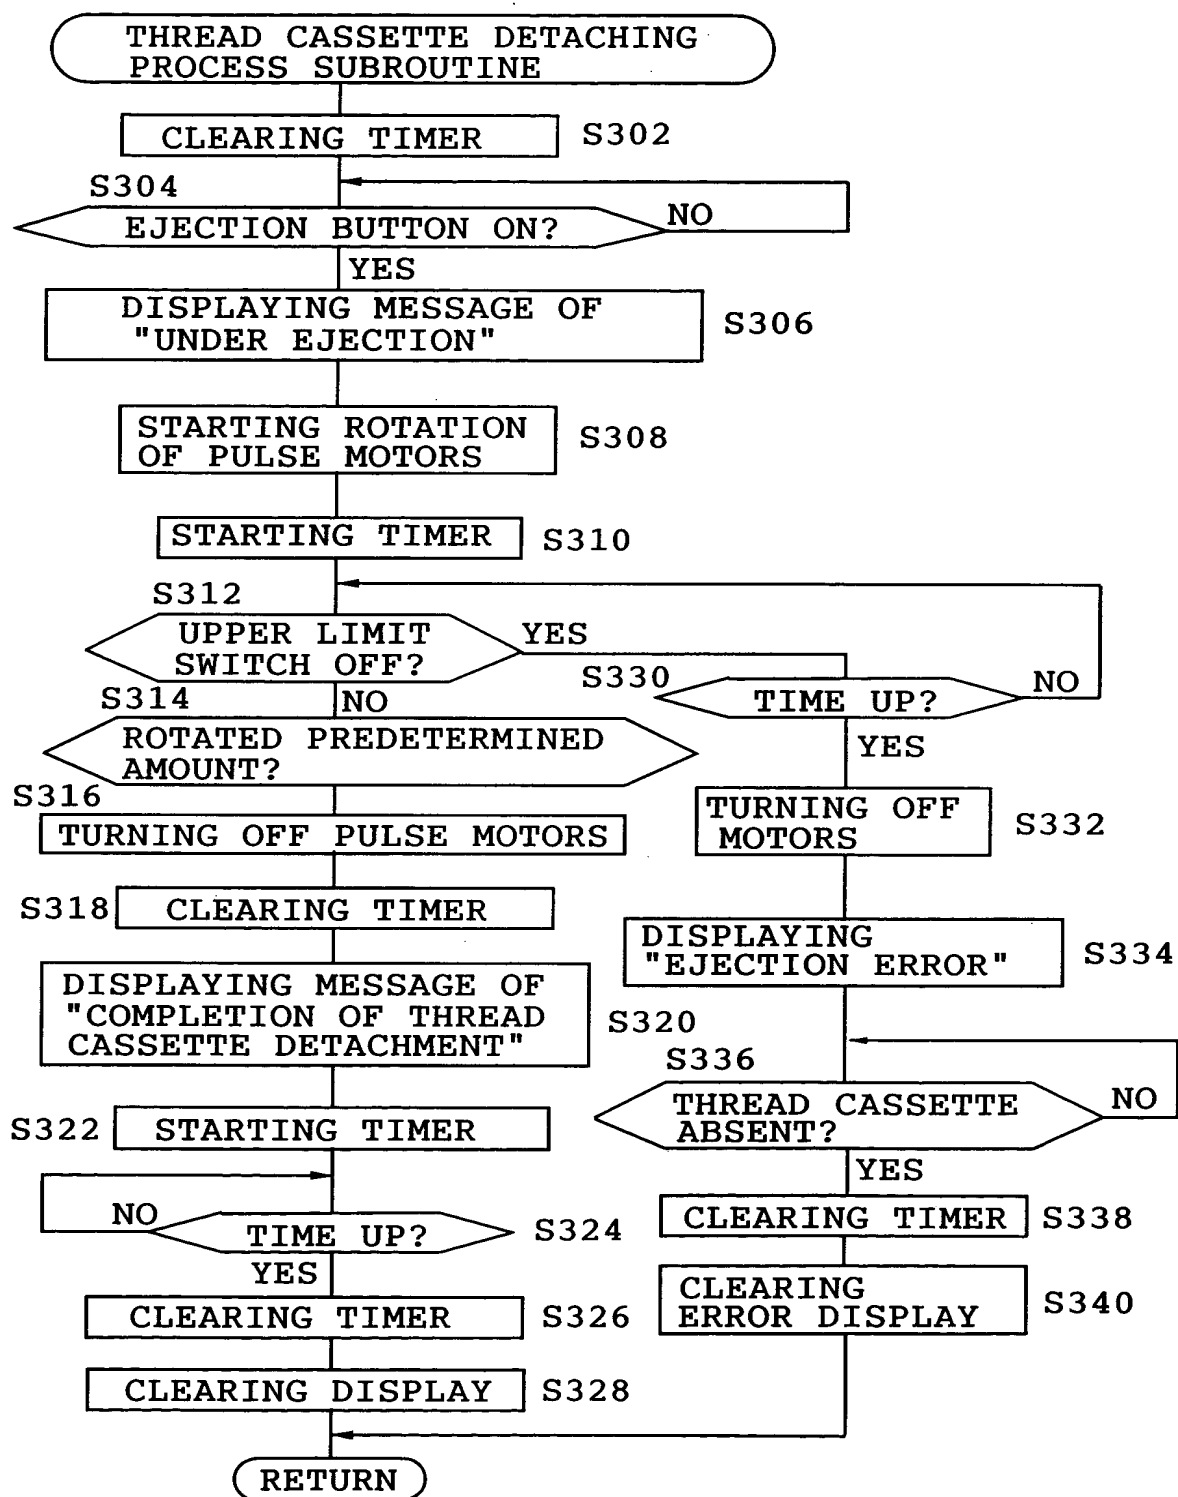 THREAD CASSETTE DETACHING
PROCESS SUBROUTINE
CLEARING TIMER S302
S304
EJECTION BUTTON ON? NO
YES
DISPLAYING MESSAGE OF
"UNDER EJECTION"
S306
STARTING ROTATION
OF PULSE MOTORS
S308
STARTING TIMER S310
S312
UPPER LIMIT
SWITCH OFF?
YES
NO
S330
TIME UP? NO
YES
S314
ROTATED PREDETERMINED
AMOUNT?
S316
TURNING OFF PULSE MOTORS
TURNING OFF
MOTORS
S332
S318 CLEARING TIMER
DISPLAYING
"EJECTION ERROR"
S334
DISPLAYING MESSAGE OF
"COMPLETION OF THREAD
CASSETTE DETACHMENT"
S320
S336
THREAD CASSETTE
ABSENT?
NO
YES
S322 STARTING TIMER
NO
TIME UP? S324
YES
CLEARING TIMER S338
CLEARING
ERROR DISPLAY
S340
CLEARING TIMER S326
CLEARING DISPLAY S328
RETURN